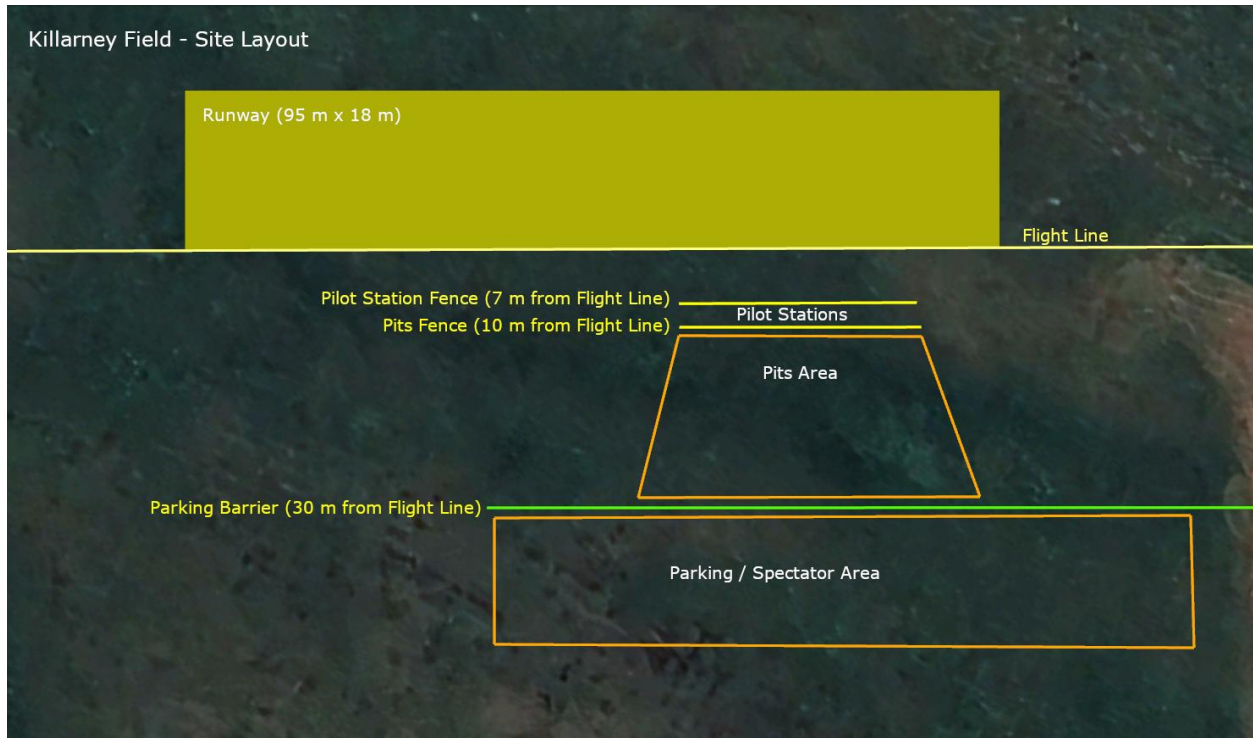 Killarney Field - Site Layout
Runway (95 m x 18 m)
Flight Line
Pilot Station Fence (7 m from Flight Line)
Pilot Stations
Pits Fence (10 m from Flight Line)
Pits Area
Parking Barrier (30 m from Flight Line)
Parking / Spectator Area